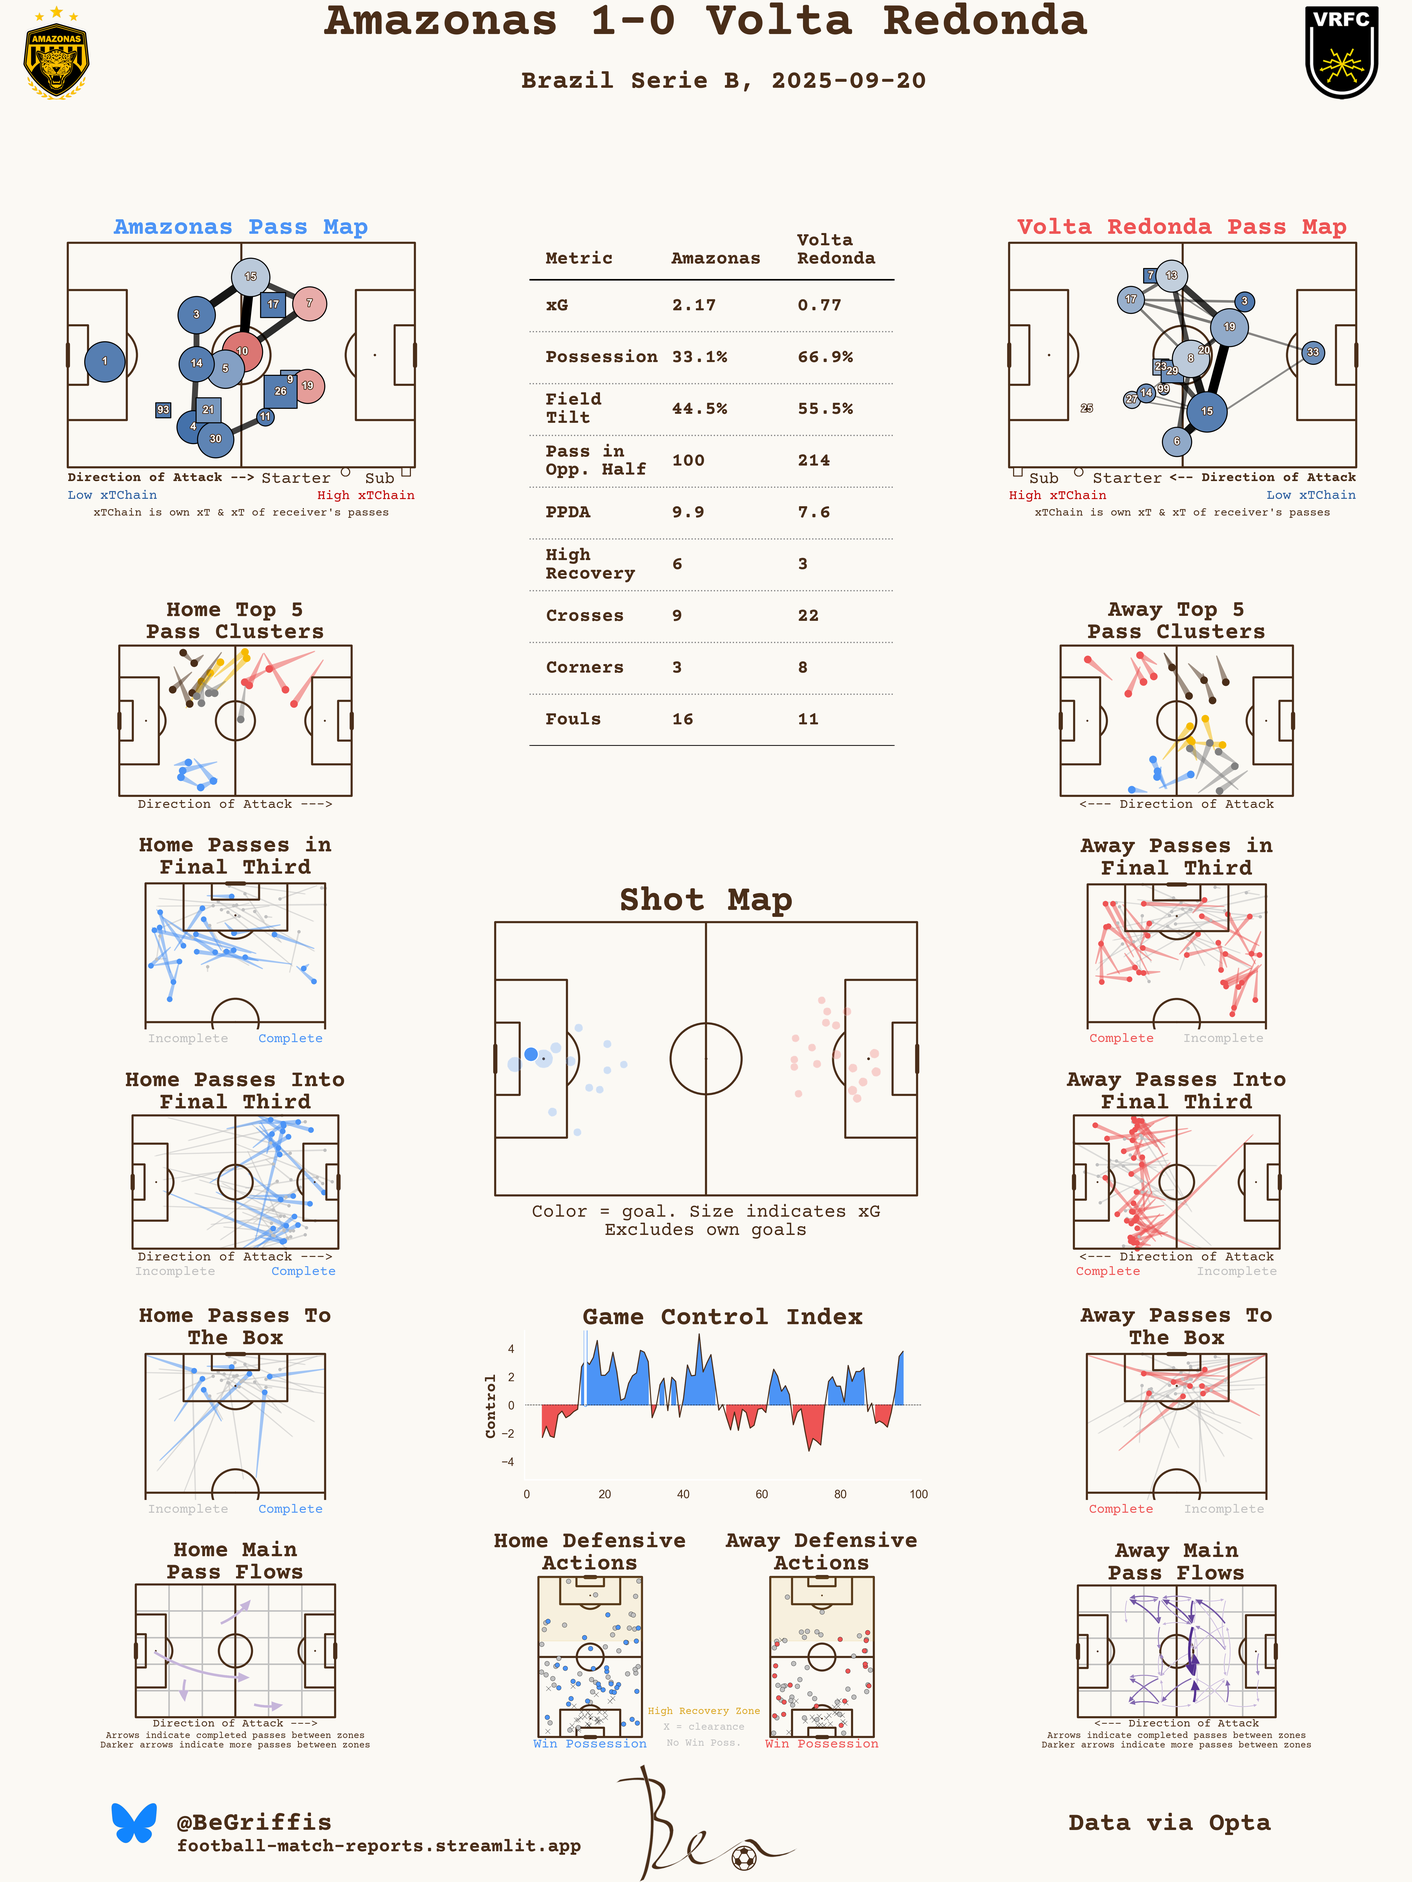 Amazonas 1-0 Volta Redonda
Brazil Serie B, 2025-09-20
AMAZONAS
VRFC
Amazonas Pass Map
15
17
7
3
10
1
14
5
9
19
26
93
21
11
4
30
Direction of Attack --> Starter Sub
Low xTChain High xTChain
xTChain is own xT & xT of receiver's passes
Metric Amazonas Volta Redonda
xG 2.17 0.77
Possession 33.1% 66.9%
Field Tilt 44.5% 55.5%
Pass in Opp. Half 100 214
PPDA 9.9 7.6
High Recovery 6 3
Crosses 9 22
Corners 3 8
Fouls 16 11
Volta Redonda Pass Map
7
13
17
3
19
20
8
33
23
29
99
14
27
25
15
6
Sub Starter <-- Direction of Attack
High xTChain Low xTChain
xTChain is own xT & xT of receiver's passes
Home Top 5
Pass Clusters
Direction of Attack --->
Away Top 5
Pass Clusters
<--- Direction of Attack
Home Passes in
Final Third
Incomplete Complete
Away Passes in
Final Third
Complete Incomplete
Shot Map
Color = goal. Size indicates xG
Excludes own goals
Home Passes Into
Final Third
Direction of Attack --->
Incomplete Complete
Away Passes Into
Final Third
<--- Direction of Attack
Complete Incomplete
Home Passes To
The Box
Incomplete Complete
Game Control Index
Control
4
2
0
−2
−4
0 20 40 60 80 100
Away Passes To
The Box
Complete Incomplete
Home Main
Pass Flows
Direction of Attack --->
Arrows indicate completed passes between zones
Darker arrows indicate more passes between zones
Home Defensive
Actions
Win Possession
Away Defensive
Actions
Win Possession
High Recovery Zone
X = clearance
No Win Poss.
Away Main
Pass Flows
<--- Direction of Attack
Arrows indicate completed passes between zones
Darker arrows indicate more passes between zones
@BeGriffis
football-match-reports.streamlit.app
Ben
Data via Opta